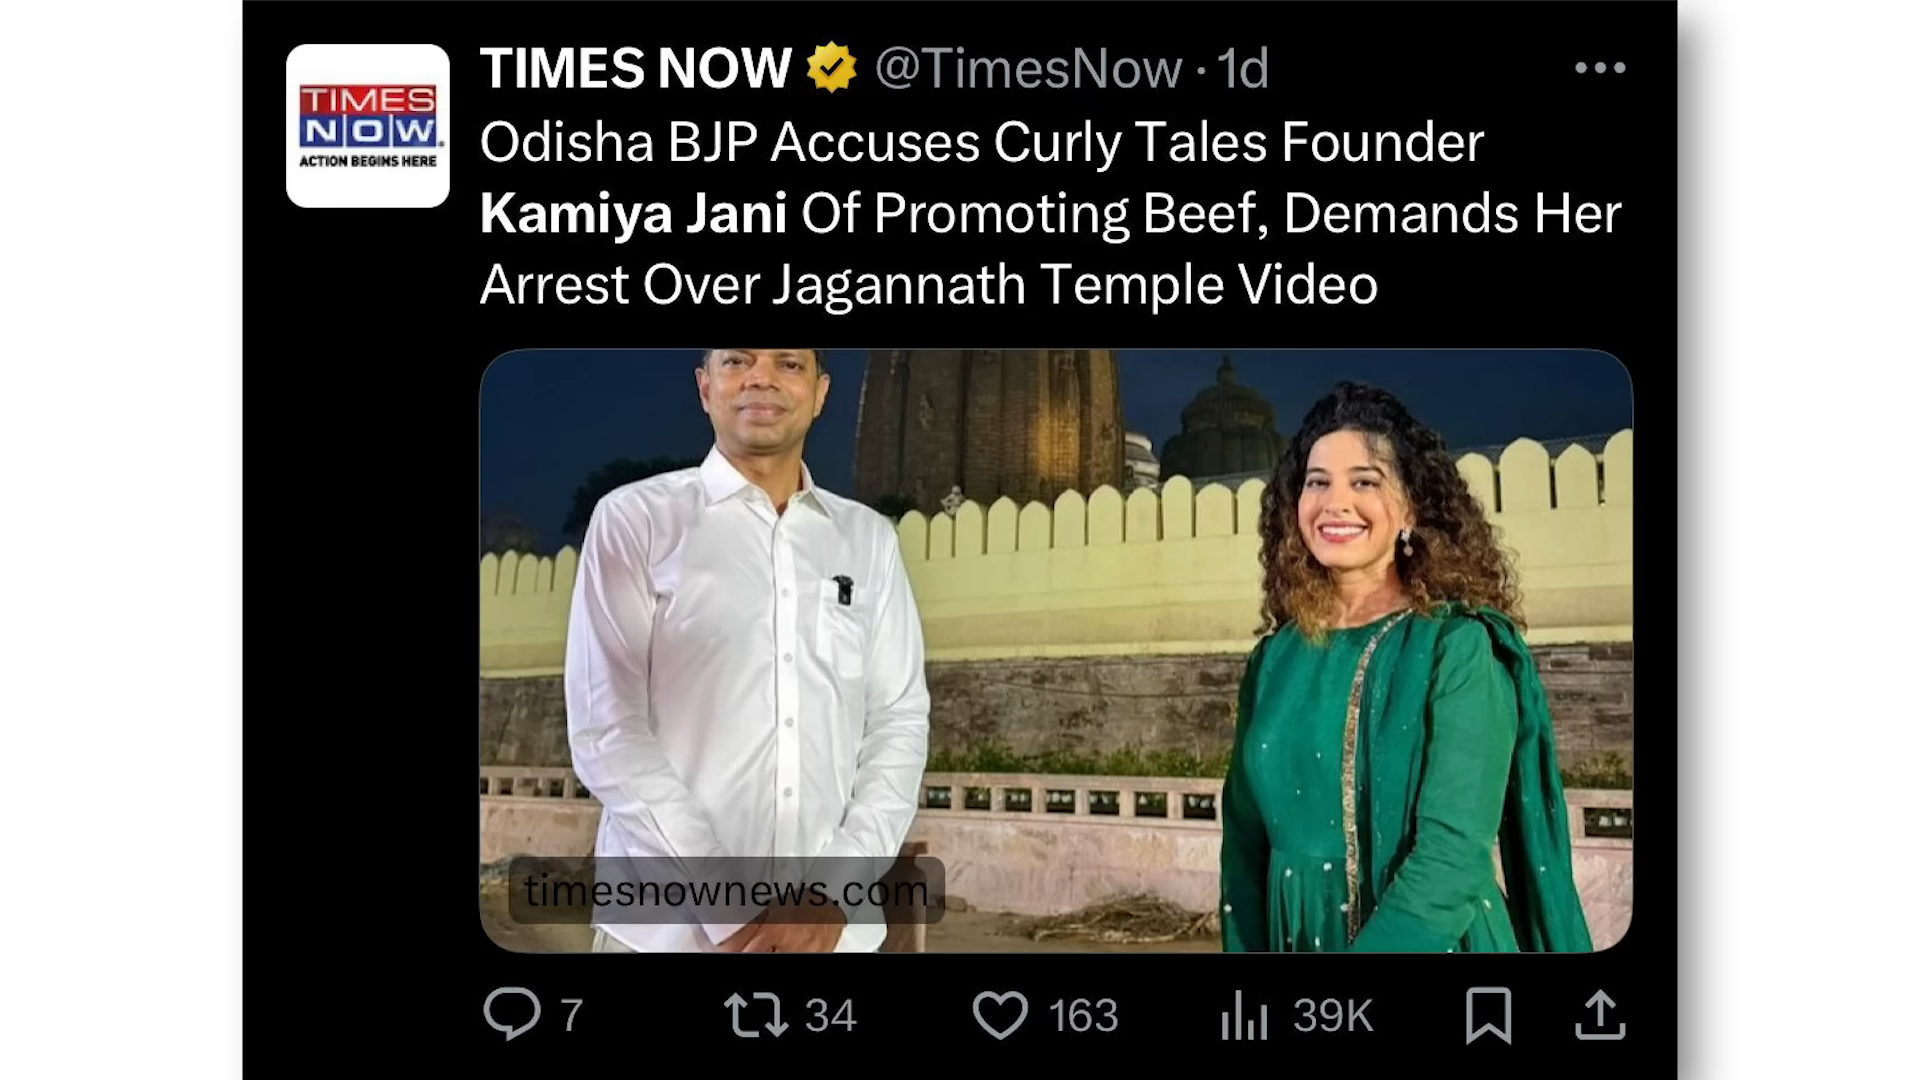 TIMES NOW @TimesNow · 1d
TIMES
NOW
ACTION BEGINS HERE
Odisha BJP Accuses Curly Tales Founder
Kamiya Jani Of Promoting Beef, Demands Her
Arrest Over Jagannath Temple Video
timesnownews.com
7 34 163 39K